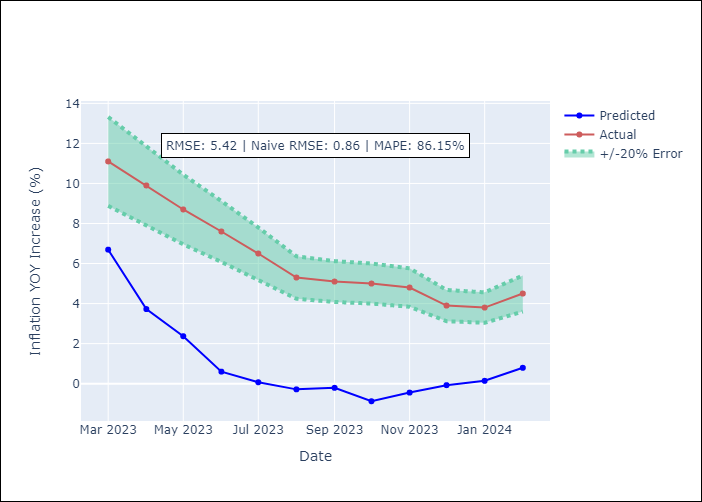 RMSE: 5.42 | Naive RMSE: 0.86 | MAPE: 86.15%
Predicted
Actual
+/-20% Error
Inflation YOY Increase (%)
14
12
10
8
6
4
2
0
Mar 2023 May 2023 Jul 2023 Sep 2023 Nov 2023 Jan 2024
Date